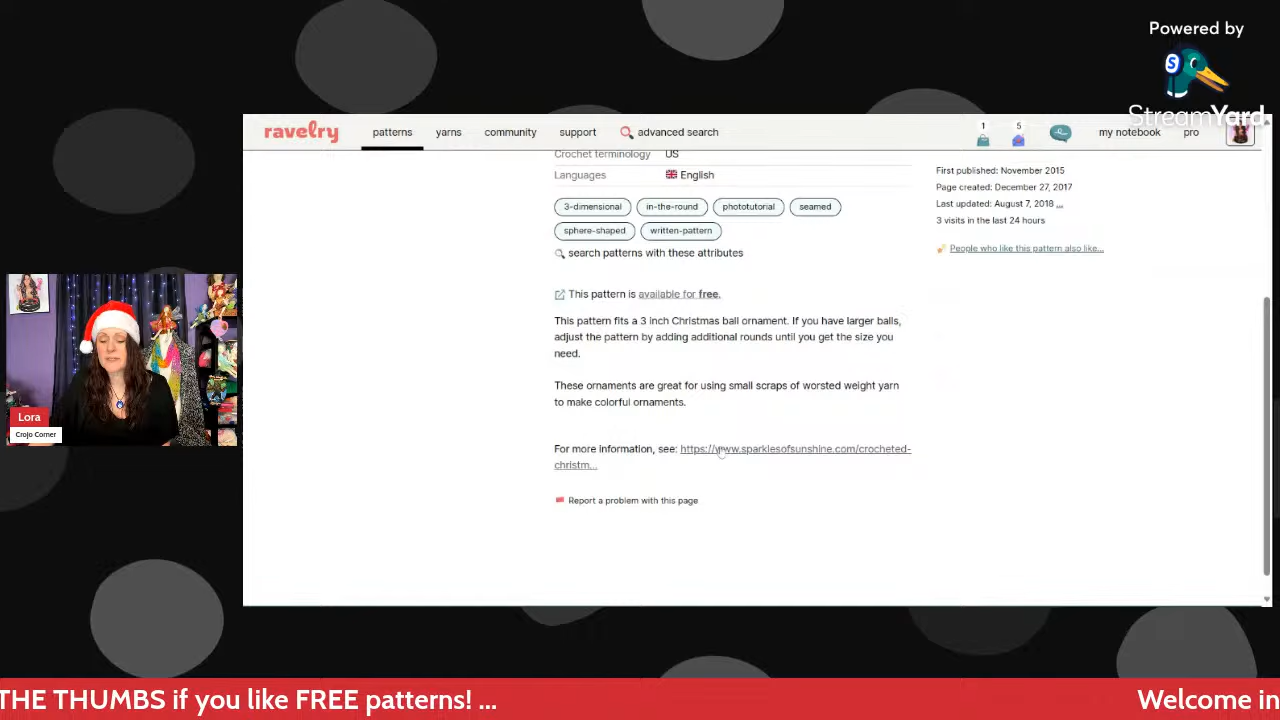 Powered by
S
StreamYard
ravelry patterns yarns community support advanced search 1 5 my notebook pro
Crochet terminology US
Languages English
3-dimensional in-the-round phototutorial seamed
sphere-shaped written-pattern
search patterns with these attributes
This pattern is available for free.
This pattern fits a 3 inch Christmas ball ornament. If you have larger balls,
adjust the pattern by adding additional rounds until you get the size you
need.
These ornaments are great for using small scraps of worsted weight yarn
to make colorful ornaments.
For more information, see: https://www.sparklesofsunshine.com/crocheted-
christm...
Report a problem with this page
First published: November 2015
Page created: December 27, 2017
Last updated: August 7, 2018 ...
3 visits in the last 24 hours
People who like this pattern also like...
Lora
Crojo Corner
THE THUMBS if you like FREE patterns! ... Welcome in